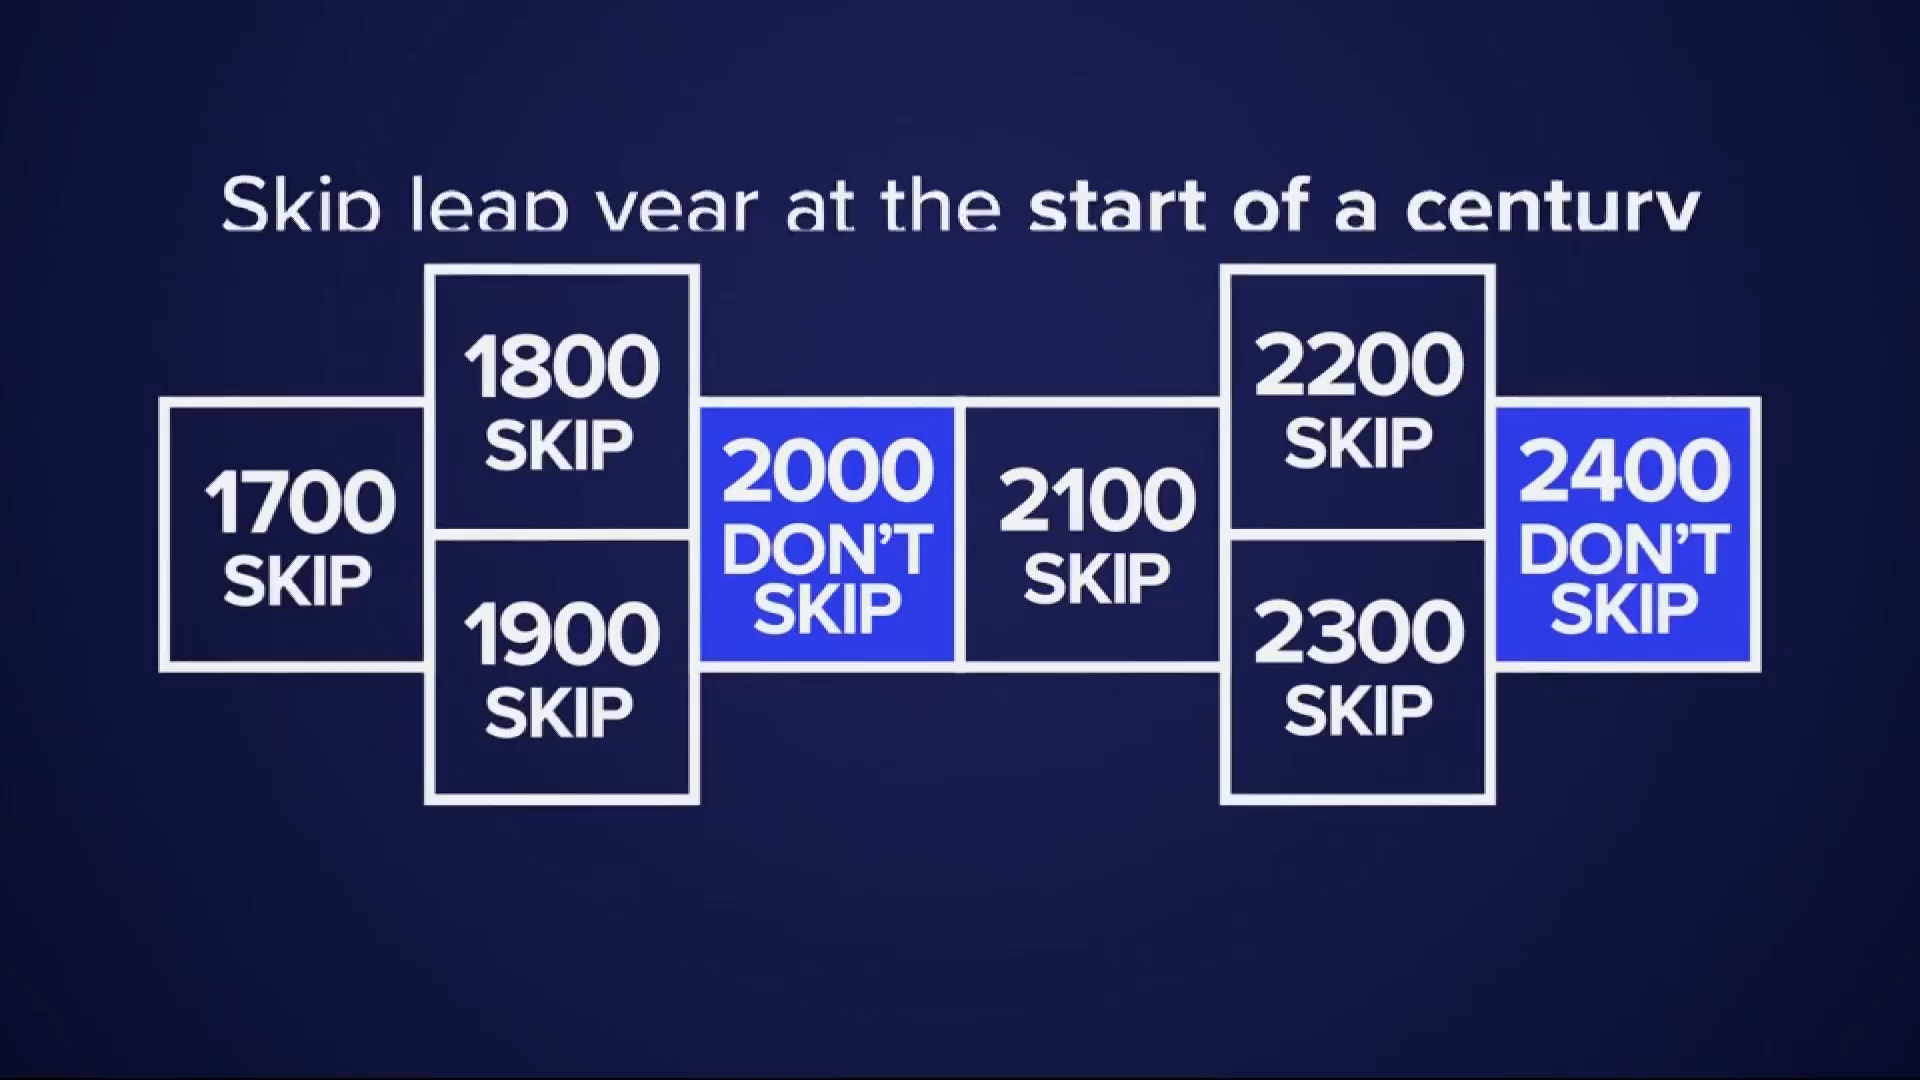 Skip leap year at the start of a century
1700
SKIP
1800
SKIP
1900
SKIP
2000
DON'T
SKIP
2100
SKIP
2200
SKIP
2300
SKIP
2400
DON'T
SKIP